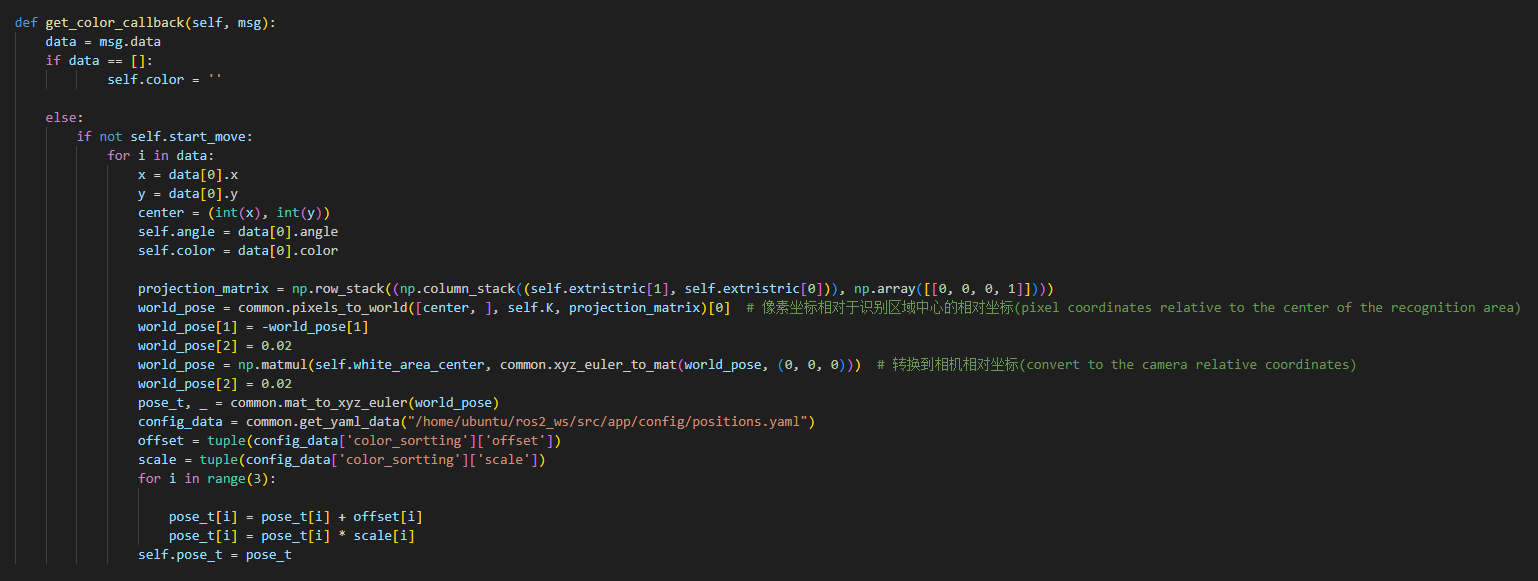 def get_color_callback(self, msg):
    data = msg.data
    if data == []:
            self.color = ''
    else:
        if not self.start_move:
            for i in data:
                x = data[0].x
                y = data[0].y
                center = (int(x), int(y))
                self.angle = data[0].angle
                self.color = data[0].color
                projection_matrix = np.row_stack((np.column_stack((self.extristric[1], self.extristric[0])), np.array([[0, 0, 0, 1]])))
                world_pose = common.pixels_to_world([center, ], self.K, projection_matrix)[0]  # 像素坐标相对于识别区域中心的相对坐标(pixel coordinates relative to the center of the recognition area)
                world_pose[1] = -world_pose[1]
                world_pose[2] = 0.02
                world_pose = np.matmul(self.white_area_center, common.xyz_euler_to_mat(world_pose, (0, 0, 0)))  # 转换到相机相对坐标(convert to the camera relative coordinates)
                world_pose[2] = 0.02
                pose_t, _ = common.mat_to_xyz_euler(world_pose)
                config_data = common.get_yaml_data("/home/ubuntu/ros2_ws/src/app/config/positions.yaml")
                offset = tuple(config_data['color_sortting']['offset'])
                scale = tuple(config_data['color_sortting']['scale'])
                for i in range(3):
                    pose_t[i] = pose_t[i] + offset[i]
                    pose_t[i] = pose_t[i] * scale[i]
                self.pose_t = pose_t